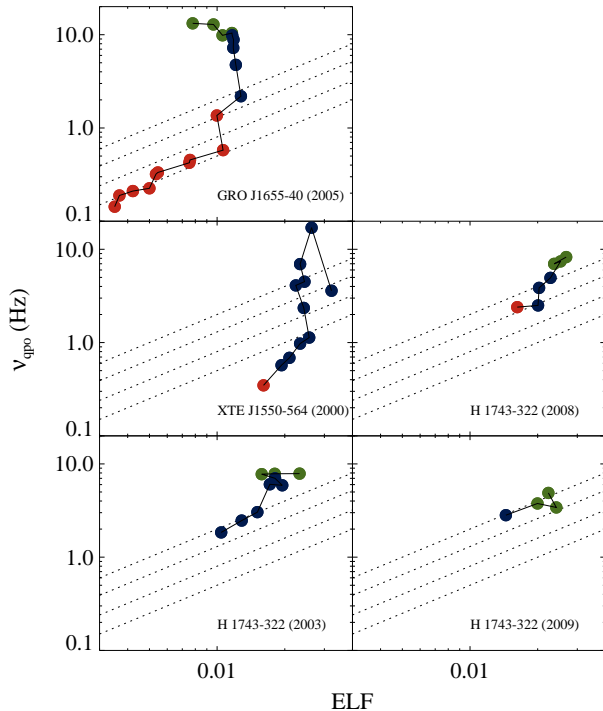 10.0
1.0
0.1
GRO J1655-40 (2005)
10.0
1.0
0.1
XTE J1550-564 (2000)
H 1743-322 (2008)
10.0
1.0
0.1
H 1743-322 (2003)
H 1743-322 (2009)
0.01
0.01
ν_qpo (Hz)
ELF